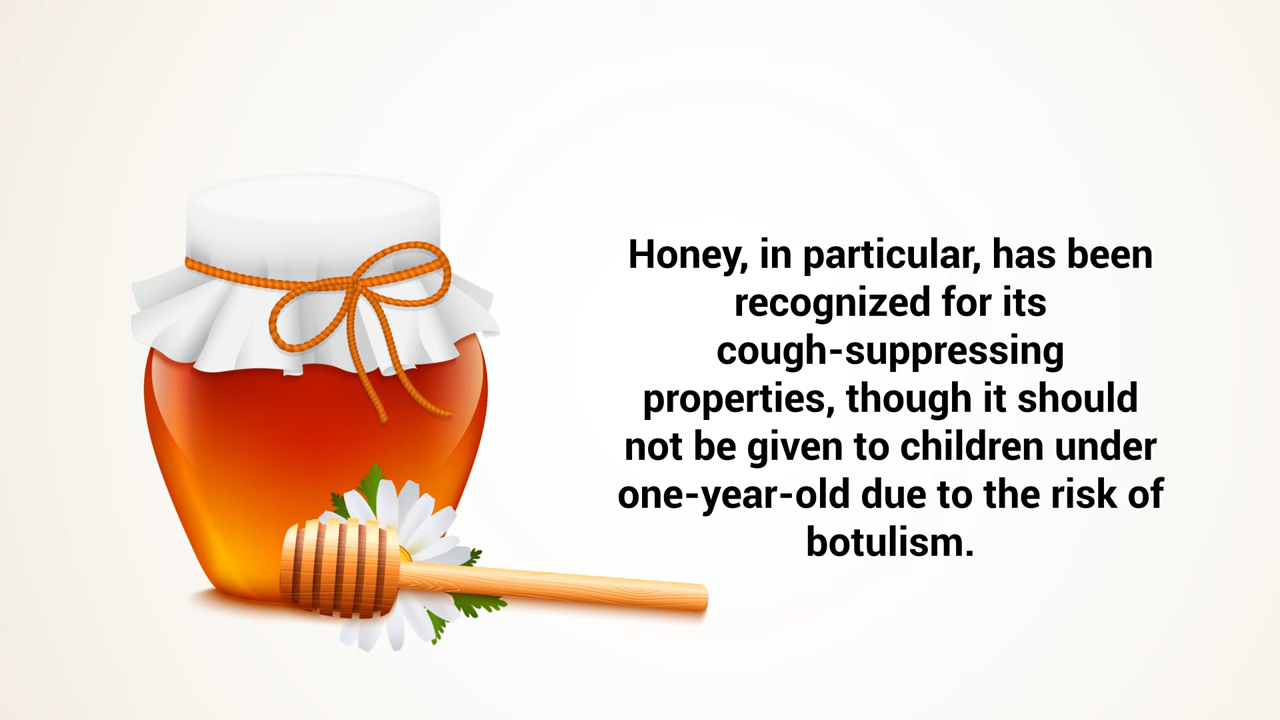 Honey, in particular, has been
recognized for its
cough-suppressing
properties, though it should
not be given to children under
one-year-old due to the risk of
botulism.